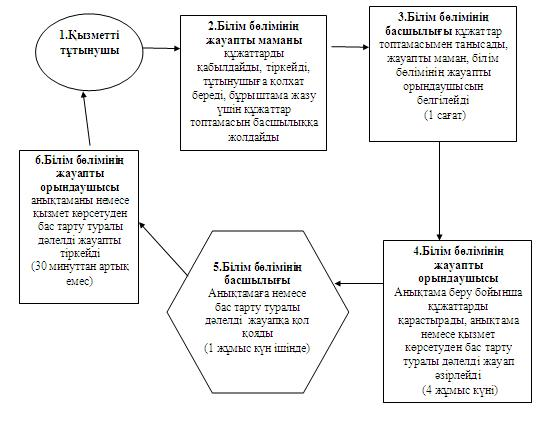 1.Қызметті
тұтынушы
2.Білім бөлімінің
жауапты маманы
құжаттарды
қабылдайды, тіркейді,
тұтынушыға қолхат
береді, бұрыштама жазу
үшін құжаттар
топтамасын басшылыққа
жолдайды
3.Білім бөлімінің
басшылығы құжаттар
топтамасымен танысады,
жауапты маман, білім
бөлімінің жауапты
орындаушысын
белгілейді
(1 сағат)
4.Білім бөлімінің
жауапты
орындаушысы
Анықтама беру бойынша
құжаттарды
қарастырады, анықтама
немесе қызмет
көрсетуден бас тарту
туралы дәлелді жауап
әзірлейді
(4 жұмыс күні)
5.Білім бөлімінің
басшылығы
Анықтамаға немесе
бас тарту туралы
дәлелді жауапқа қол
қояды
(1 жұмыс күн ішінде)
6.Білім бөлімінің
жауапты
орындаушысы
анықтаманы немесе
қызмет көрсетуден
бас тарту туралы
дәлелді жауапты
тіркейді
(30 минуттан артық
емес)